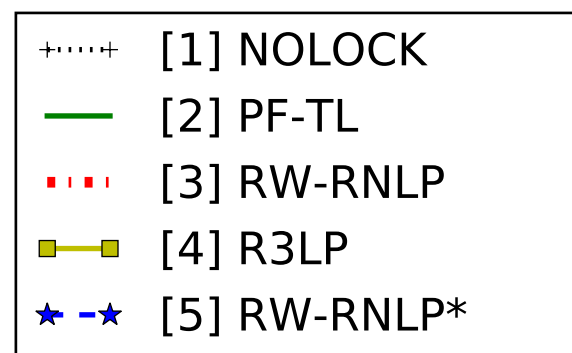 [1] NOLOCK
[2] PF-TL
[3] RW-RNLP
[4] R3LP
[5] RW-RNLP*